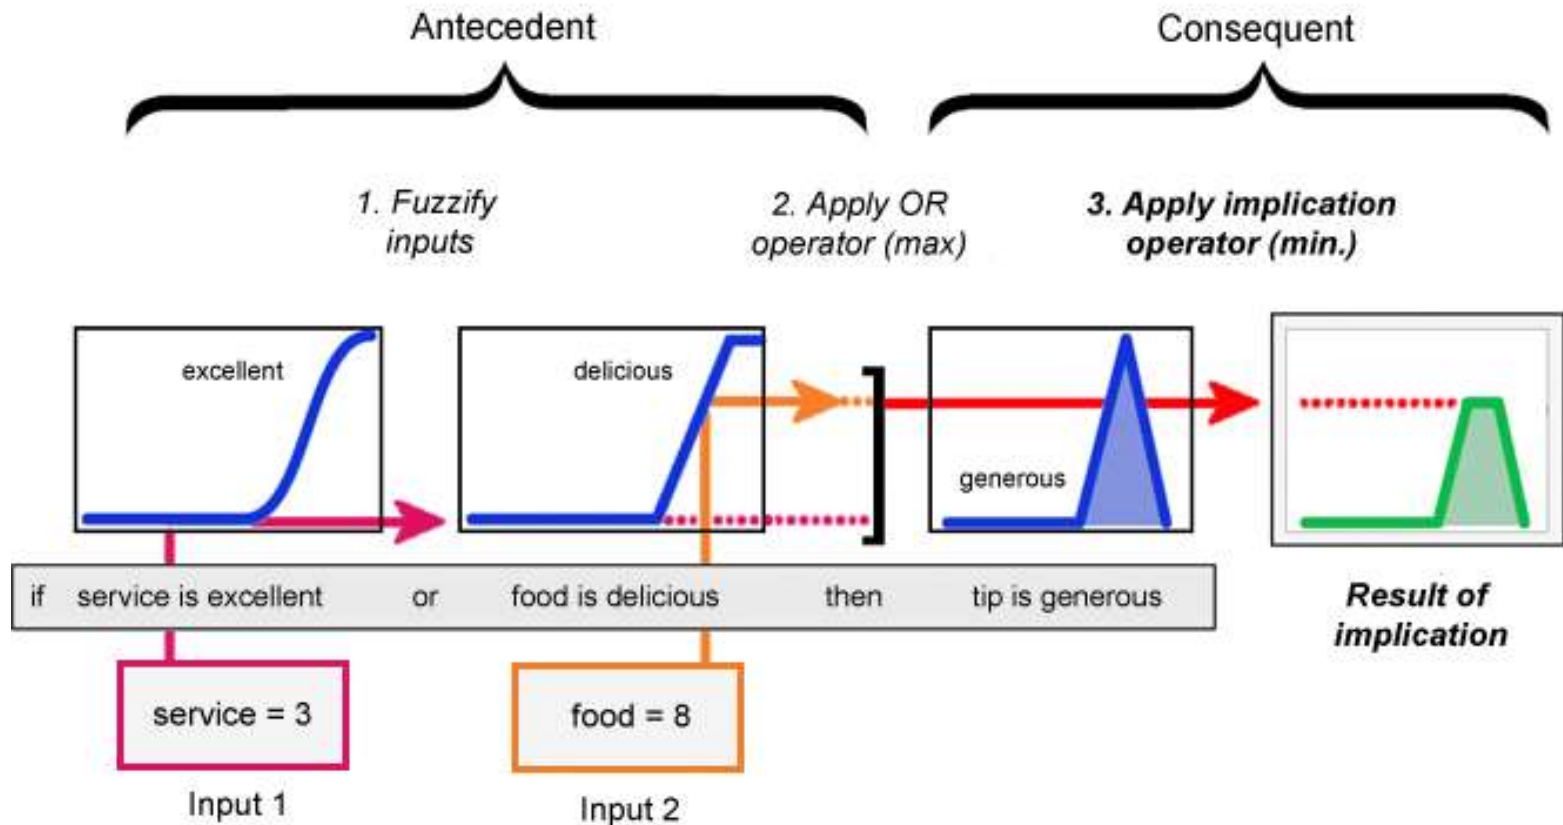 Antecedent
Consequent
1. Fuzzify
inputs
2. Apply OR
operator (max)
3. Apply implication
operator (min.)
excellent
delicious
generous
if service is excellent or food is delicious then tip is generous
Result of
implication
service = 3
food = 8
Input 1
Input 2